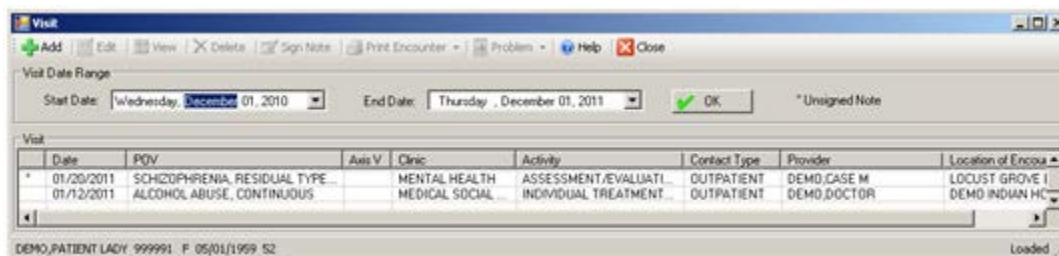 Visit
Add Edit View Delete Sign Note Print Encounter Problem Help Close
Visit Date Range
Start Date: Wednesday, December 01, 2010 End Date: Thursday , December 01, 2011 OK * Unsigned Note
Visit
Date POV Axis V Clinic Activity Contact Type Provider Location of Encou
* 01/20/2011 SCHIZOPHRENIA, RESIDUAL TYPE... MENTAL HEALTH ASSESSMENT/EVALUATI... OUTPATIENT DEMO,CASE M LOCUST GROVE
01/12/2011 ALCOHOL ABUSE, CONTINUOUS MEDICAL SOCIAL ... INDIVIDUAL TREATMENT... OUTPATIENT DEMO,DOCTOR DEMO INDIAN HO
DEMO,PATIENT LADY 999991 F 05/01/1959 52 Loaded